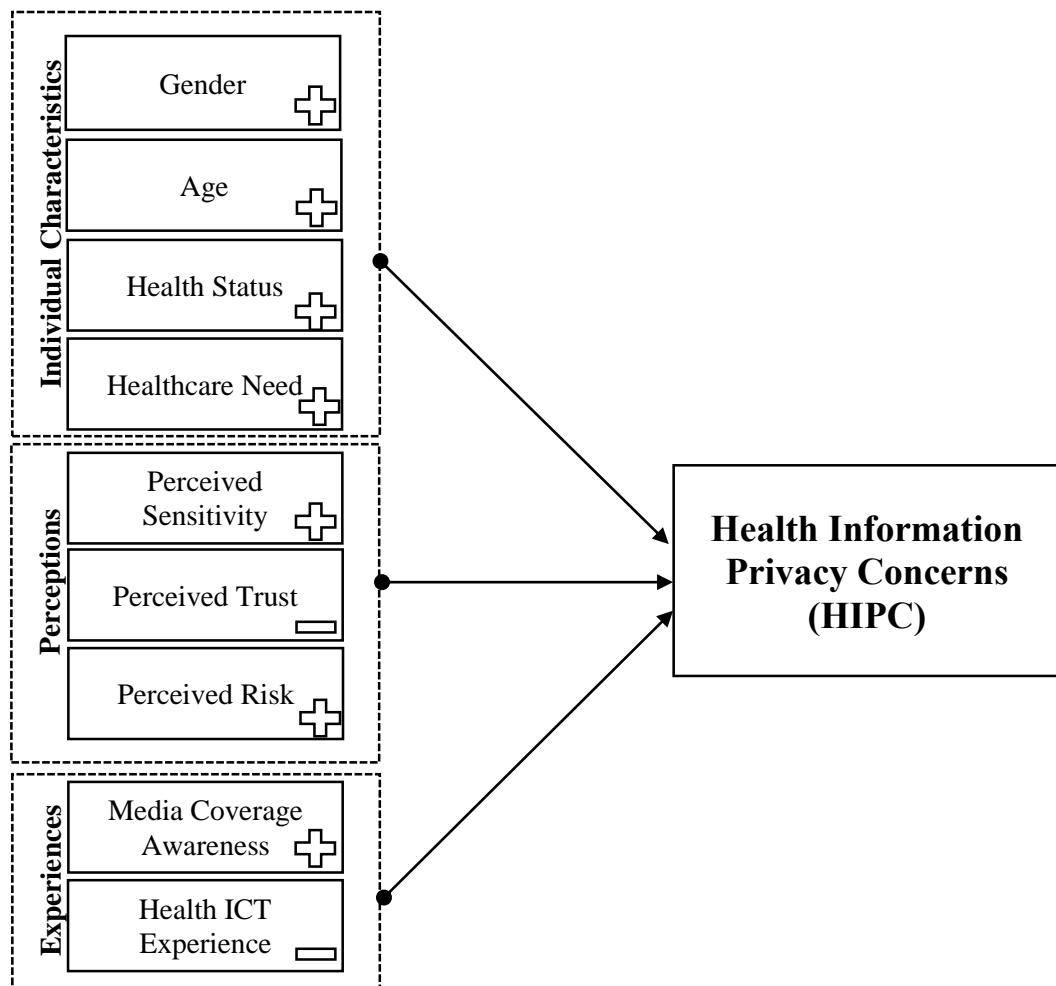 Individual Characteristics
Gender
Age
Health Status
Healthcare Need
Perceptions
Perceived
Sensitivity
Perceived Trust
Perceived Risk
Experiences
Media Coverage
Awareness
Health ICT
Experience
Health Information
Privacy Concerns
(HIPC)